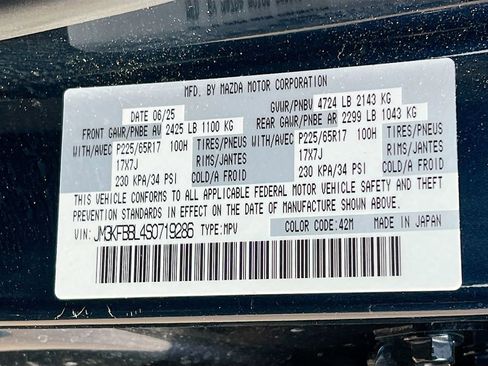 MFD. BY MAZDA MOTOR CORPORATION
DATE 06/25 GVWR/PNBV 4724 LB 2143 KG
FRONT GAWR/PNBE AV 2425 LB 1100 KG REAR GAWR/PNBE AR 2299 LB 1043 KG
WITH/AVEC P225/65R17 100H TIRES/PNEU WITH/AVEC P225/65R17 100H TIRES/PNEU
17X7J RIMS/JANTES 17X7J RIMS/JANTES
230 KPA/34 PSI COLD/A FROID 230 KPA/34 PSI COLD/A FROID
THIS VEHICLE CONFORMS TO ALL APPLICABLE FEDERAL MOTOR VEHICLE SAFETY AND THEFT
PREVENTION STANDARDS IN EFFECT ON THE DATE OF MANUFACTURE SHOWN ABOVE.
VIN: JM3KFBBL4S0719286 TYPE: MPV COLOR CODE: 42M MADE IN JAPAN